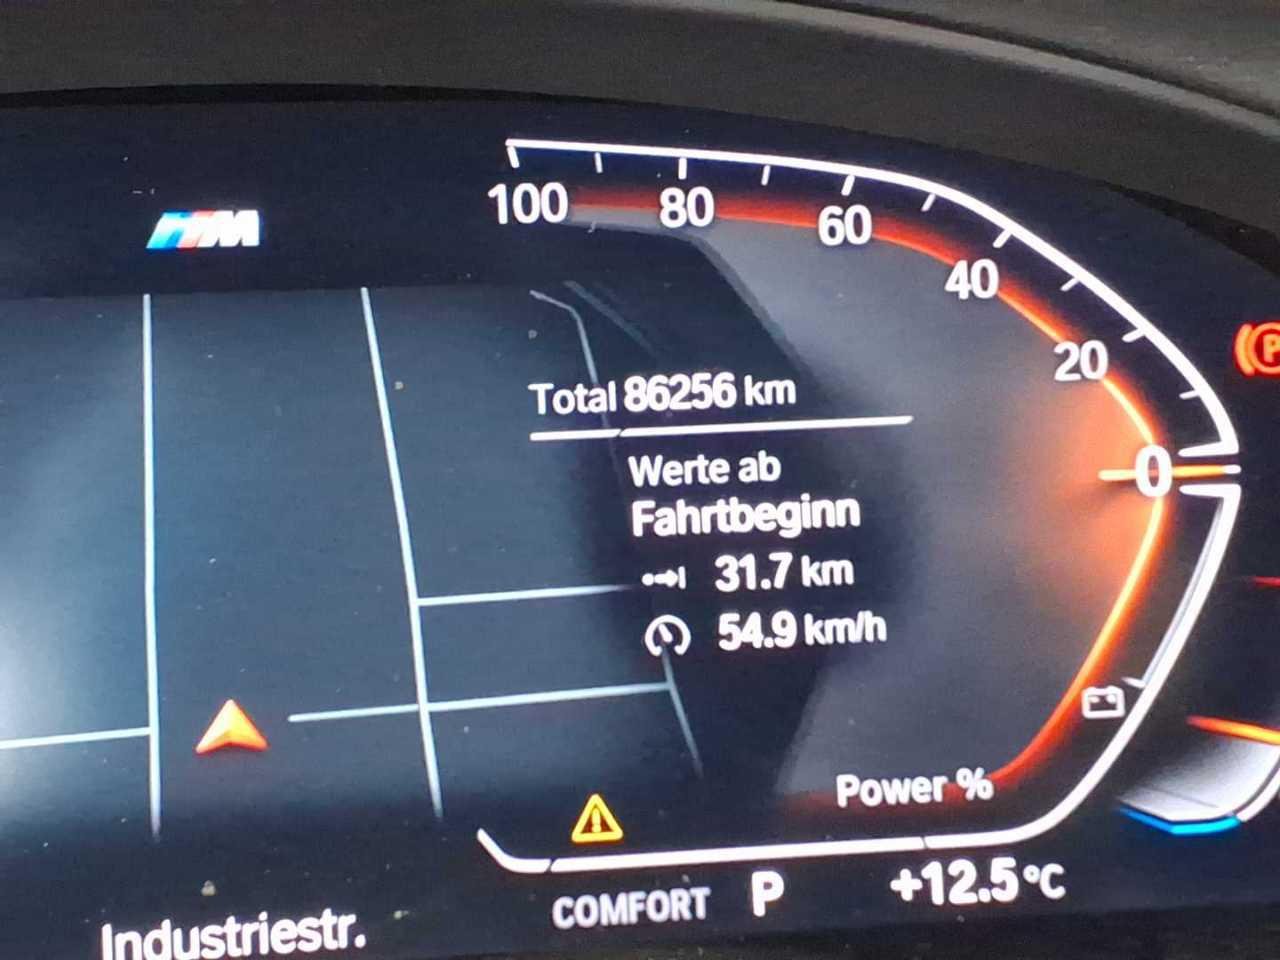 M
100
80
60
40
20
0
Total 86256 km
Werte ab
Fahrtbeginn
31.7 km
54.9 km/h
Power %
COMFORT P +12.5°C
Industriestr.
P